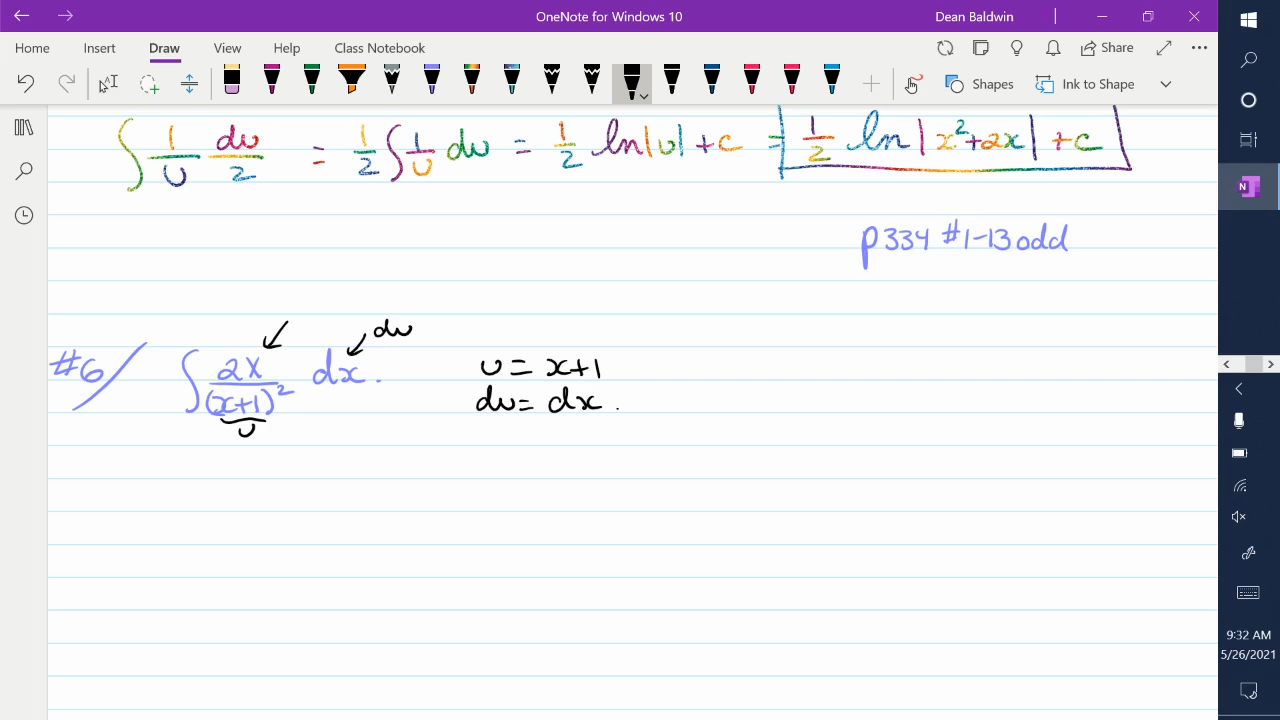 OneNote for Windows 10
Dean Baldwin
Home Insert Draw View Help Class Notebook
Share
Shapes Ink to Shape
∫ 1/u du/2 = 1/2 ∫ 1/u du = 1/2 ln|u| + c = 1/2 ln|x²+2x| + c
p334 #1-13 odd
du
#6/ ∫ 2x/(x+1)² dx.
u
u = x+1
du = dx.
N
9:32 AM
5/26/2021